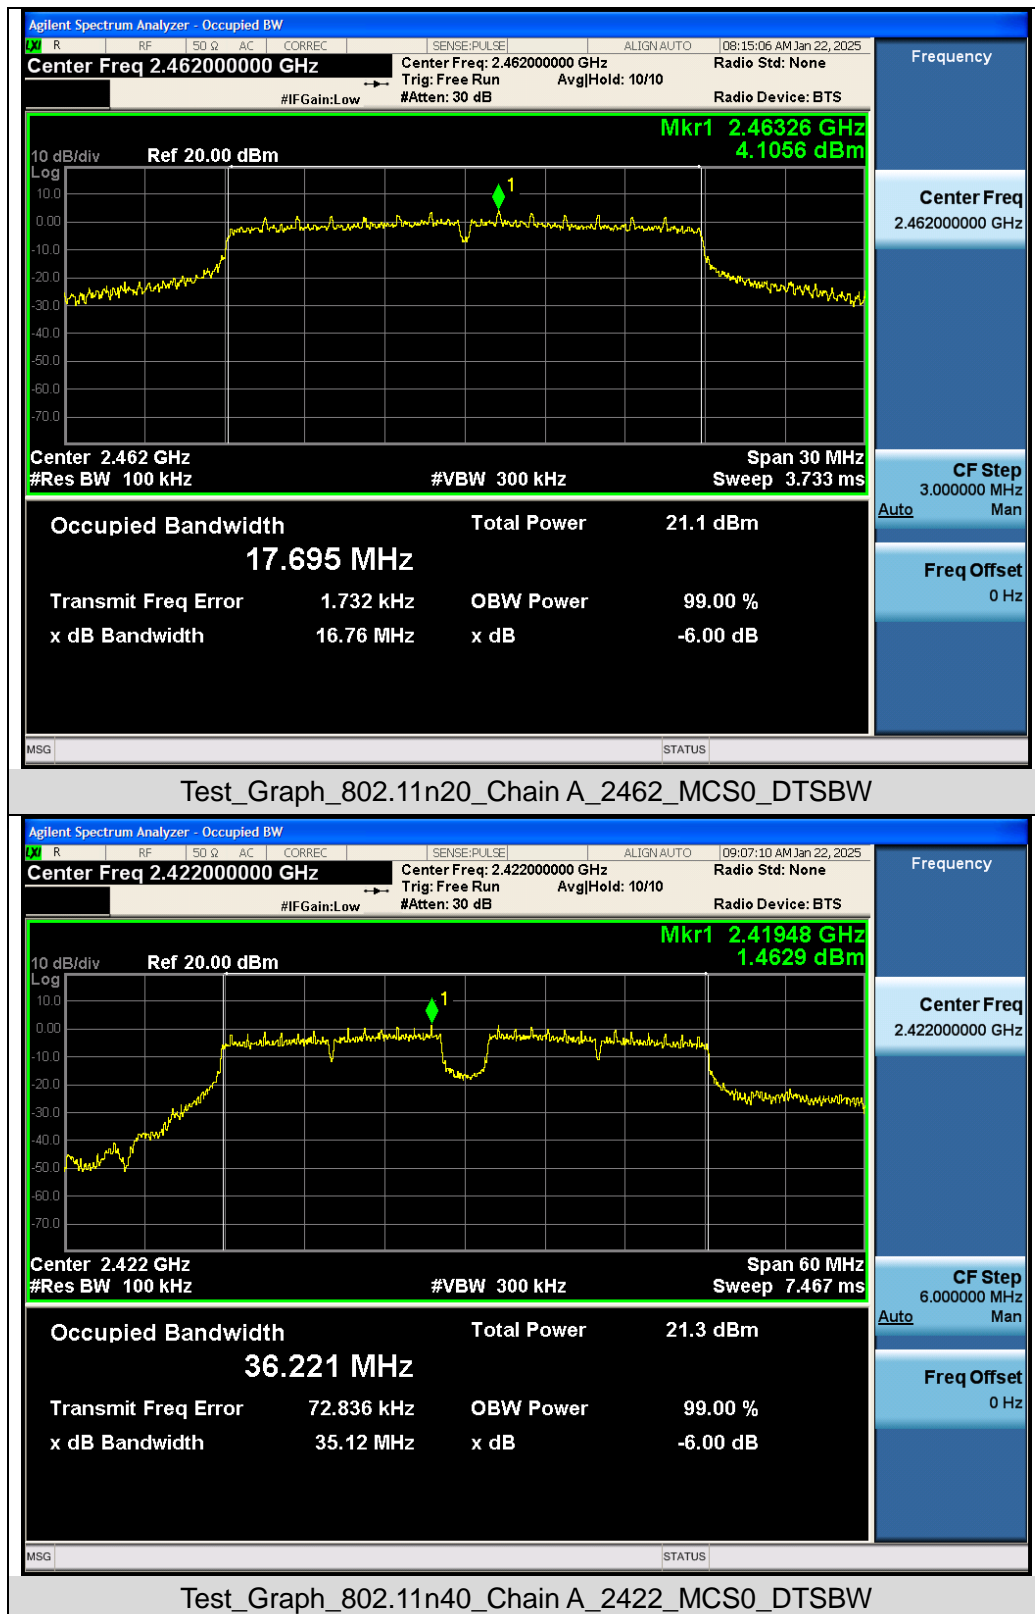 Agilent Spectrum Analyzer - Occupied BW
LXI R RF 50 Ω AC CORREC SENSE:PULSE ALIGN AUTO 08:15:06 AM Jan 22, 2025
Center Freq 2.462000000 GHz Center Freq: 2.462000000 GHz Radio Std: None Frequency
Trig: Free Run Avg|Hold: 10/10
#IFGain:Low #Atten: 30 dB Radio Device: BTS
Mkr1 2.46326 GHz
10 dB/div Ref 20.00 dBm 4.1056 dBm
Log
10.0
1
0.00
-10.0
-20.0
-30.0
-40.0
-50.0
-60.0
-70.0
Center Freq
2.462000000 GHz
Center 2.462 GHz Span 30 MHz
#Res BW 100 kHz #VBW 300 kHz Sweep 3.733 ms
CF Step
3.000000 MHz
Auto Man
Occupied Bandwidth Total Power 21.1 dBm
17.695 MHz
Transmit Freq Error 1.732 kHz OBW Power 99.00 %
x dB Bandwidth 16.76 MHz x dB -6.00 dB
Freq Offset
0 Hz
MSG STATUS
Test_Graph_802.11n20_Chain A_2462_MCS0_DTSBW
Agilent Spectrum Analyzer - Occupied BW
LXI R RF 50 Ω AC CORREC SENSE:PULSE ALIGN AUTO 09:07:10 AM Jan 22, 2025
Center Freq 2.422000000 GHz Center Freq: 2.422000000 GHz Radio Std: None Frequency
Trig: Free Run Avg|Hold: 10/10
#IFGain:Low #Atten: 30 dB Radio Device: BTS
Mkr1 2.41948 GHz
10 dB/div Ref 20.00 dBm 1.4629 dBm
Log
10.0
1
0.00
-10.0
-20.0
-30.0
-40.0
-50.0
-60.0
-70.0
Center Freq
2.422000000 GHz
Center 2.422 GHz Span 60 MHz
#Res BW 100 kHz #VBW 300 kHz Sweep 7.467 ms
CF Step
6.000000 MHz
Auto Man
Occupied Bandwidth Total Power 21.3 dBm
36.221 MHz
Transmit Freq Error 72.836 kHz OBW Power 99.00 %
x dB Bandwidth 35.12 MHz x dB -6.00 dB
Freq Offset
0 Hz
MSG STATUS
Test_Graph_802.11n40_Chain A_2422_MCS0_DTSBW